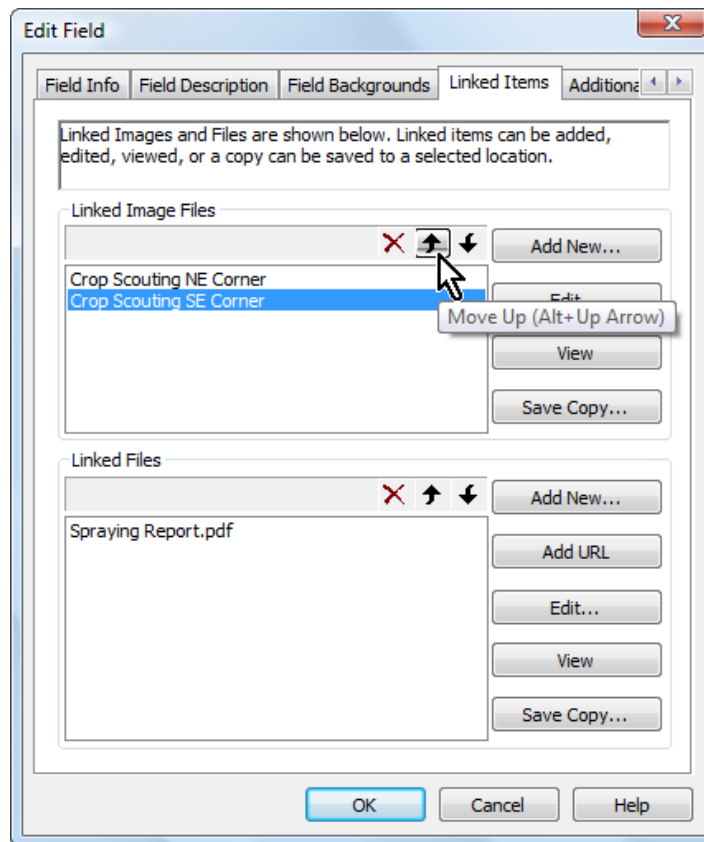 Edit Field
Field Info Field Description Field Backgrounds Linked Items Additiona
Linked Images and Files are shown below. Linked items can be added,
edited, viewed, or a copy can be saved to a selected location.
Linked Image Files
Add New...
Crop Scouting NE Corner
Crop Scouting SE Corner
Edit...
Move Up (Alt+Up Arrow)
View
Save Copy...
Linked Files
Add New...
Spraying Report.pdf
Add URL
Edit...
View
Save Copy...
OK Cancel Help